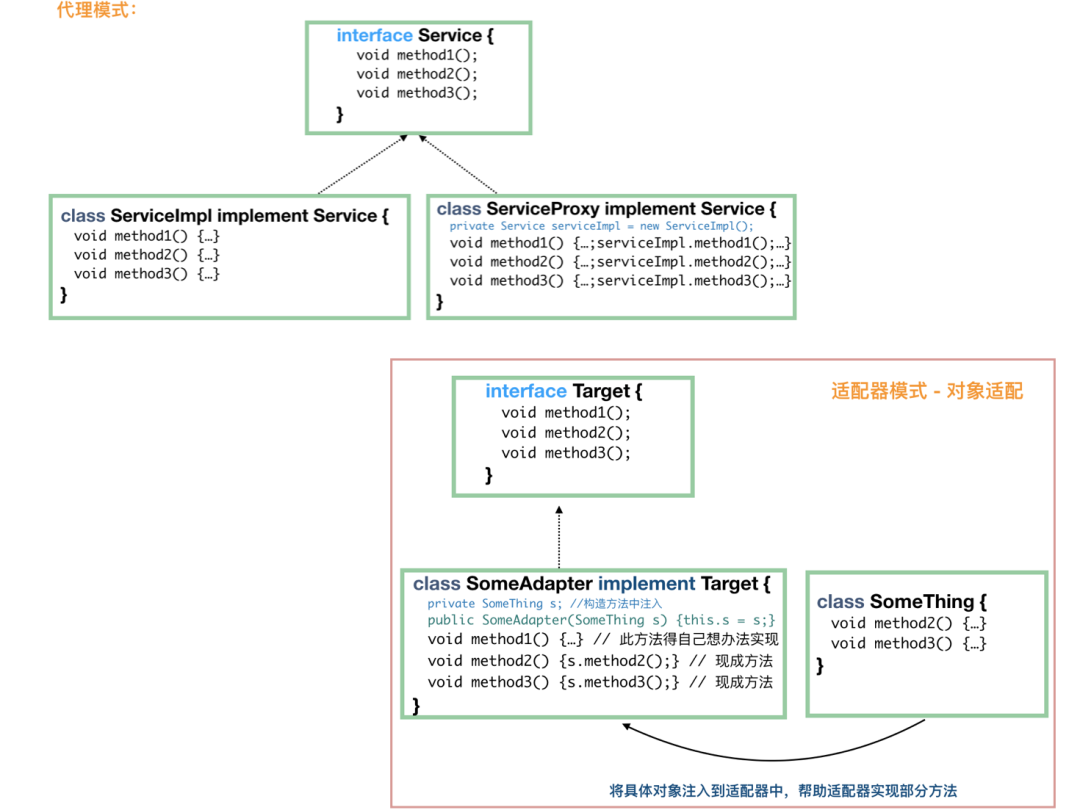 代理模式：
interface Service {
void method1();
void method2();
void method3();
}
class ServiceImpl implement Service {
void method1() {…}
void method2() {…}
void method3() {…}
}
class ServiceProxy implement Service {
private Service serviceImpl = new ServiceImpl();
void method1() {…;serviceImpl.method1();…}
void method2() {…;serviceImpl.method2();…}
void method3() {…;serviceImpl.method3();…}
}
适配器模式 - 对象适配
interface Target {
void method1();
void method2();
void method3();
}
class SomeAdapter implement Target {
private SomeThing s; //构造方法中注入
public SomeAdapter(SomeThing s) {this.s = s;}
void method1() {…} // 此方法得自己想办法实现
void method2() {s.method2();} // 现成方法
void method3() {s.method3();} // 现成方法
}
class SomeThing {
void method2() {…}
void method3() {…}
}
将具体对象注入到适配器中，帮助适配器实现部分方法